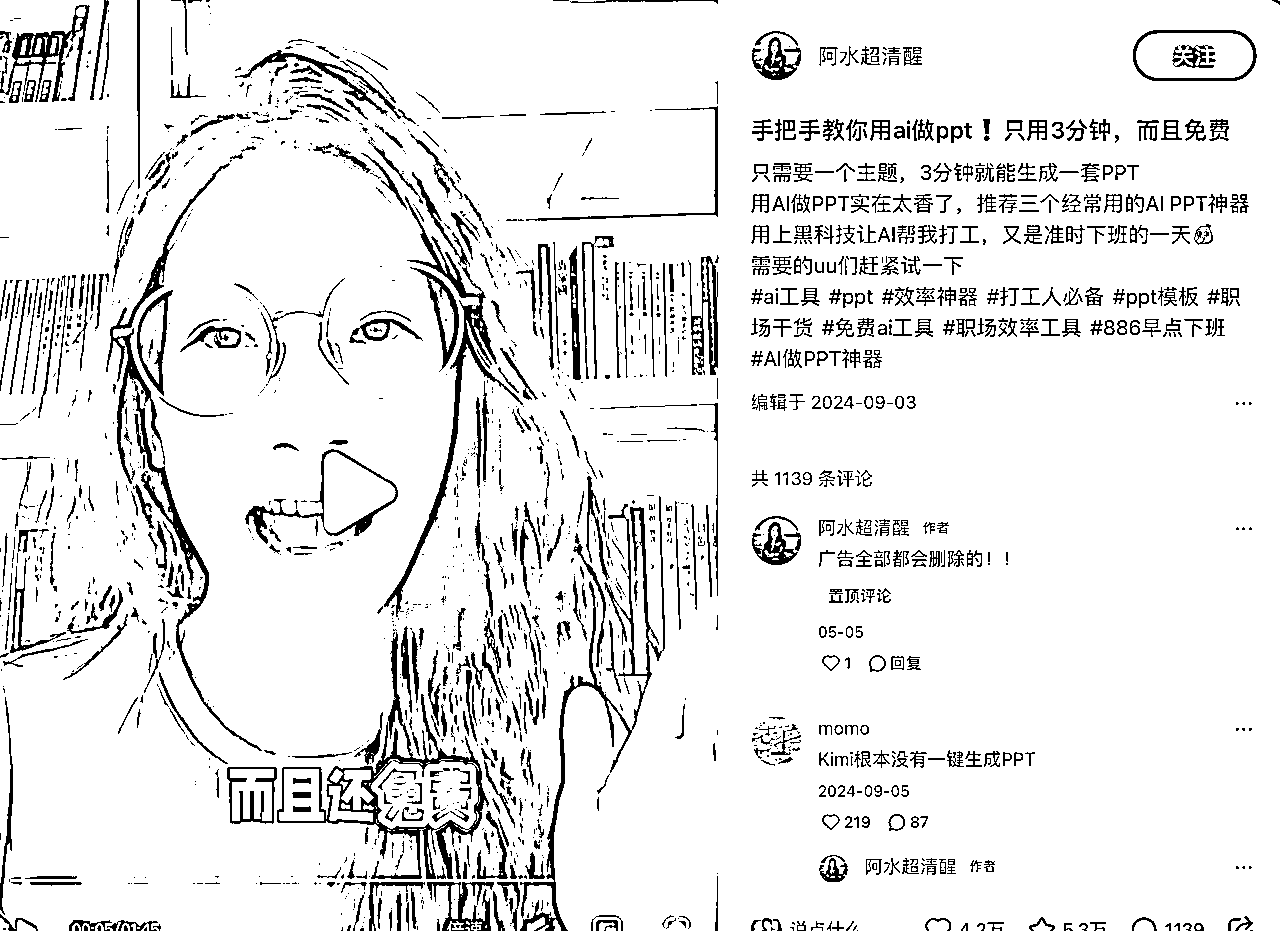 阿水超清醒
关注
手把手教你用ai做ppt❗只用3分钟，而且免费
只需要一个主题，3分钟就能生成一套PPT
用AI做PPT实在太香了，推荐三个经常用的AI PPT神器
用上黑科技让AI帮我打工，又是准时下班的一天
需要的uu们赶紧试一下
#ai工具 #ppt #效率神器 #打工人必备 #ppt模板 #职
场干货 #免费ai工具 #职场效率工具 #886早点下班
#AI做PPT神器
编辑于 2024-09-03
共 1139 条评论
阿水超清醒 作者
广告全部都会删除的！！
置顶评论
05-05
1 回复
momo
Kimi根本没有一键生成PPT
2024-09-05
219 87
阿水超清醒 作者
而且还免费
00:05/01:45
倍速
说点什么
4.2万 5.3万 1139